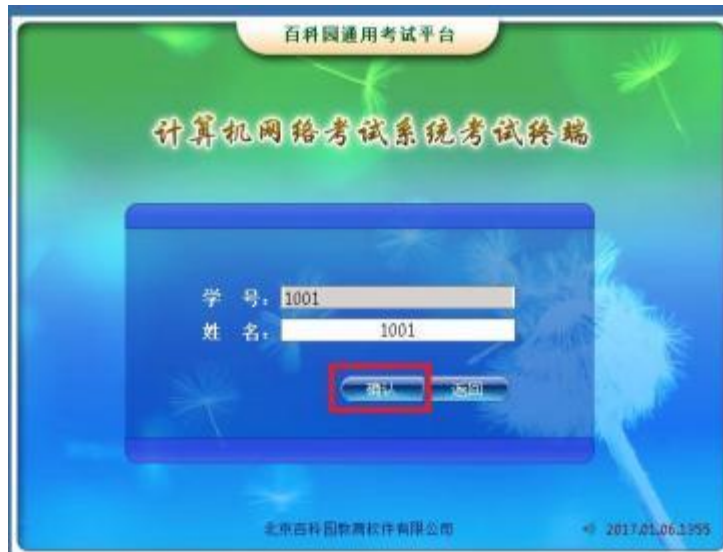 百科园通用考试平台
计算机网络考试系统考试终端
学 号: 1001
姓 名: 1001
确认 返回
北京百科园教育软件有限公司
2017.01.06.1355